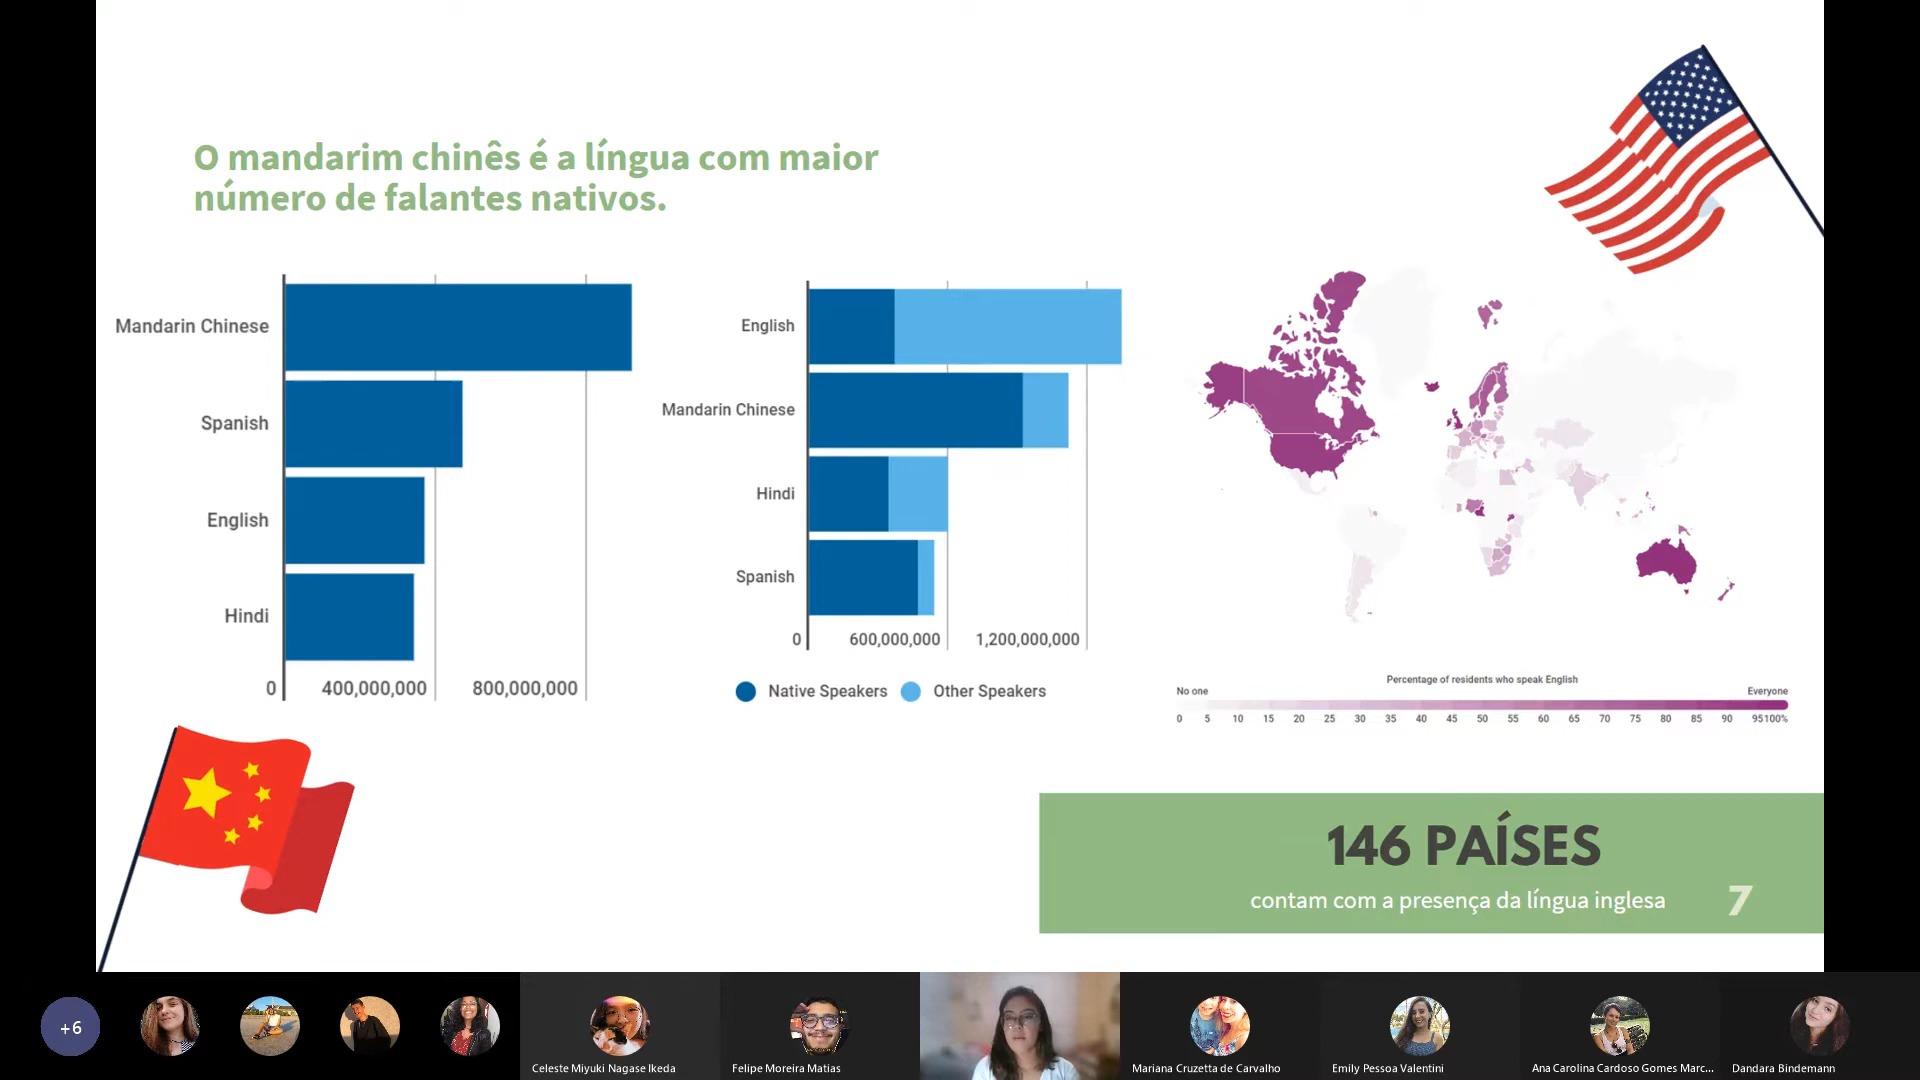 O mandarim chinês é a língua com maior
número de falantes nativos.
Mandarin Chinese
Spanish
English
Hindi
0 400,000,000 800,000,000
English
Mandarin Chinese
Hindi
Spanish
0 600,000,000 1,200,000,000
Native Speakers Other Speakers
Percentage of residents who speak English
No one Everyone
0 5 10 15 20 25 30 35 40 45 50 55 60 65 70 75 80 85 90 95 100%
146 PAÍSES
contam com a presença da língua inglesa 7
+6
Celeste Miyuki Nagase Ikeda
Felipe Moreira Matias
Mariana Cruzetta de Carvalho
Emily Pessoa Valentini
Ana Carolina Cardoso Gomes Marc...
Dandara Bindemann